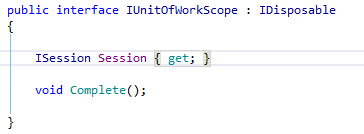 public interface IUnitOfWorkScope : IDisposable
{
ISession Session { get; }
void Complete();
}